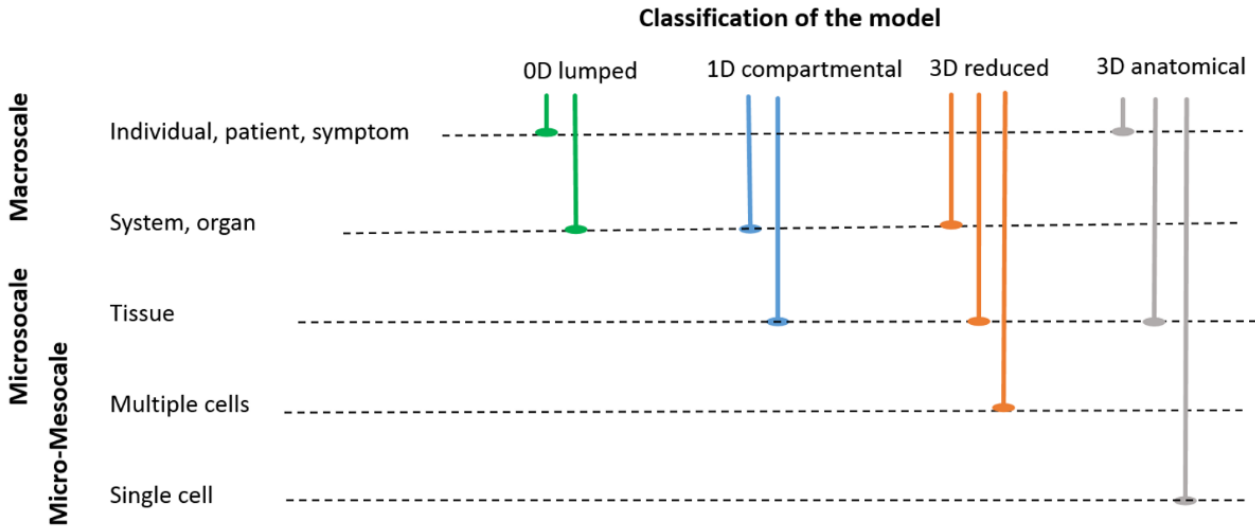 Classification of the model
0D lumped
1D compartmental
3D reduced
3D anatomical
Macroscale
Individual, patient, symptom
System, organ
Microsocale
Tissue
Micro-Mesocale
Multiple cells
Single cell